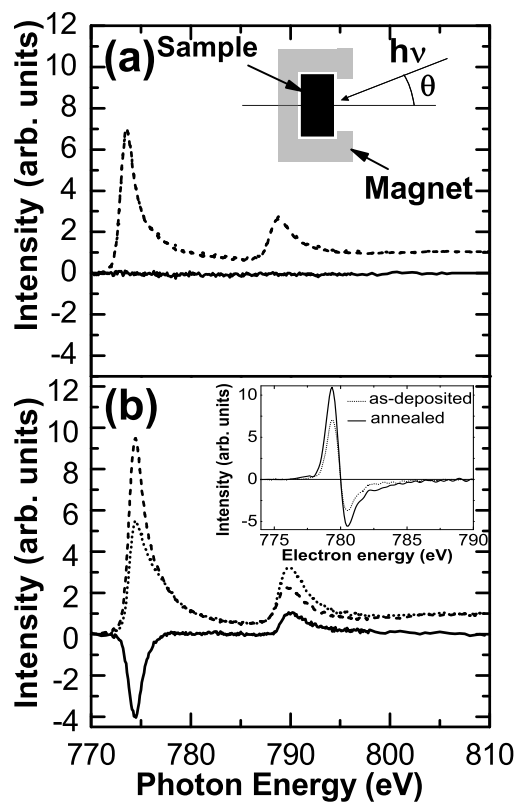 (a)
Sample
hν
θ
Magnet
Intensity (arb. units)
12
10
8
6
4
2
0
-2
-4
(b)
Intensity (arb. units)
12
10
8
6
4
2
0
-2
-4
Intensity (arb. units)
10
5
0
-5
as-deposited
annealed
775 780 785 790
Electron energy (eV)
770 780 790 800 810
Photon Energy (eV)